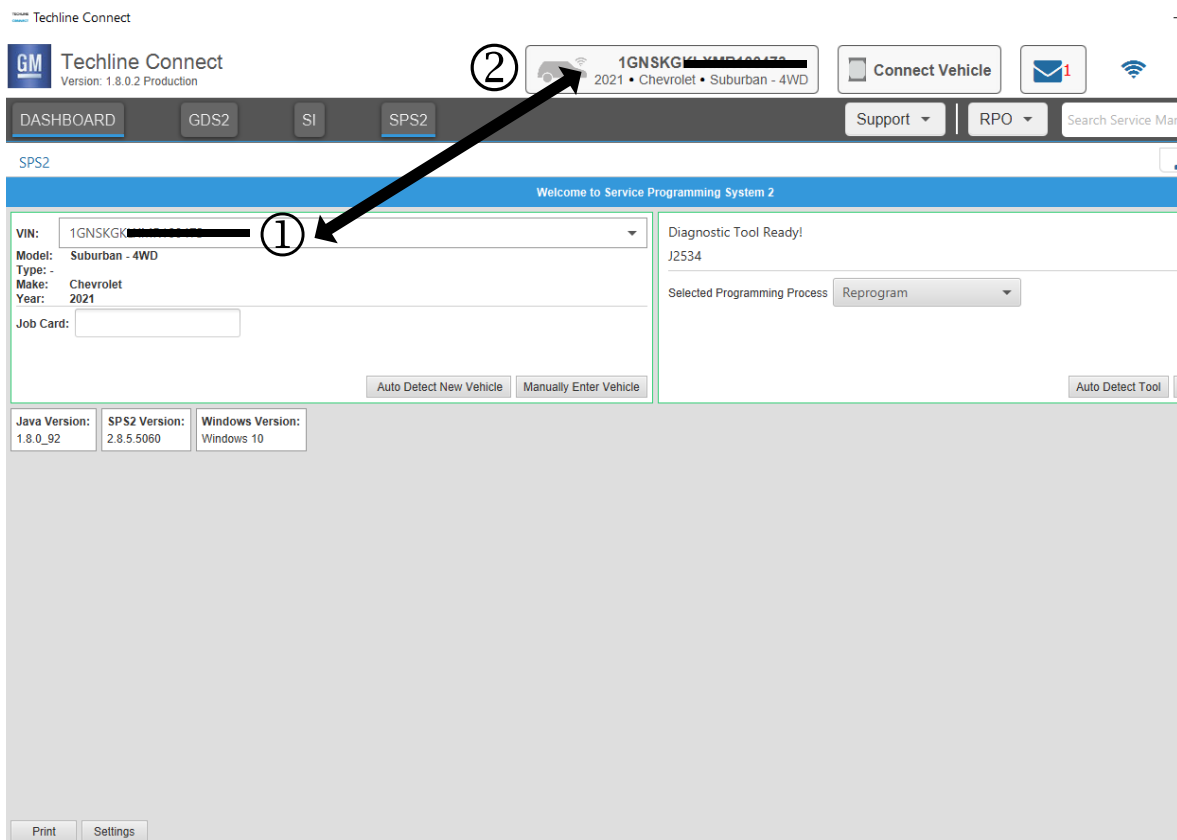 Techline Connect
GM
Techline Connect
Version: 1.8.0.2 Production
②
2021 • Chevrolet • Suburban - 4WD
Connect Vehicle
1
DASHBOARD
GDS2
SI
SPS2
Support
RPO
Search Service Mar
SPS2
Welcome to Service Programming System 2
VIN:
①
Model: Suburban - 4WD
Type: -
Make: Chevrolet
Year: 2021
Job Card:
Auto Detect New Vehicle
Manually Enter Vehicle
Diagnostic Tool Ready!
J2534
Selected Programming Process
Reprogram
Auto Detect Tool
Java Version:
1.8.0_92
SPS2 Version:
2.8.5.5060
Windows Version:
Windows 10
Print
Settings